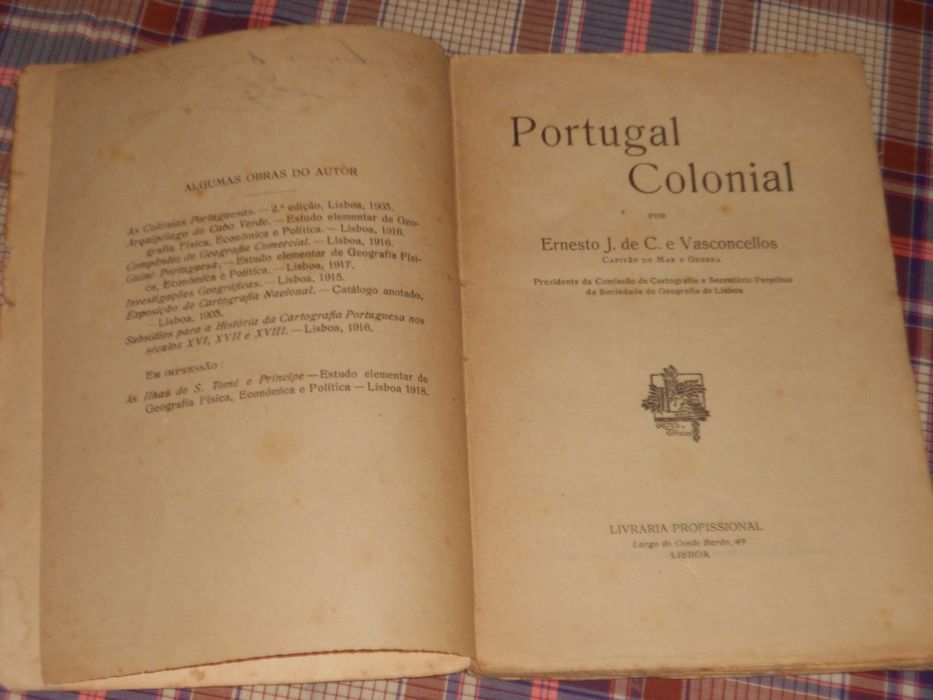 ALGUMAS OBRAS DO AUTOR
As Colónias Portuguesas. — 2.ª edição, Lisboa, 1903.
Arquipélago de Cabo Verde. — Estudo elementar de Geo-
grafia Física, Económica e Política. — Lisboa, 1916.
Compêndio de Geografia Comercial. — Lisboa, 1916.
Guiné Portuguesa. — Estudo elementar de Geografia Físi-
ca, Económica e Política. — Lisboa, 1917.
Investigações Geográficas. — Lisboa, 1915.
Exposição de Cartografia Nacional. — Catálogo anotado,
— Lisboa, 1903.
Subsídios para a História da Cartografia Portuguesa nos
séculos XVI, XVII e XVIII. — Lisboa, 1916.
EM IMPRESSÃO:
As Ilhas de S. Tomé e Príncipe — Estudo elementar de
Geografia Física, Económica e Política — Lisboa 1918.
Portugal
Colonial
POR
Ernesto J. de C. e Vasconcellos
CAPITÃO DE MAR E GUERRA
Presidente da Comissão de Cartografia e Secretário Perpétuo
da Sociedade de Geografia de Lisboa
LIVRARIA PROFISSIONAL
Largo do Conde Barão, 49
LISBOA